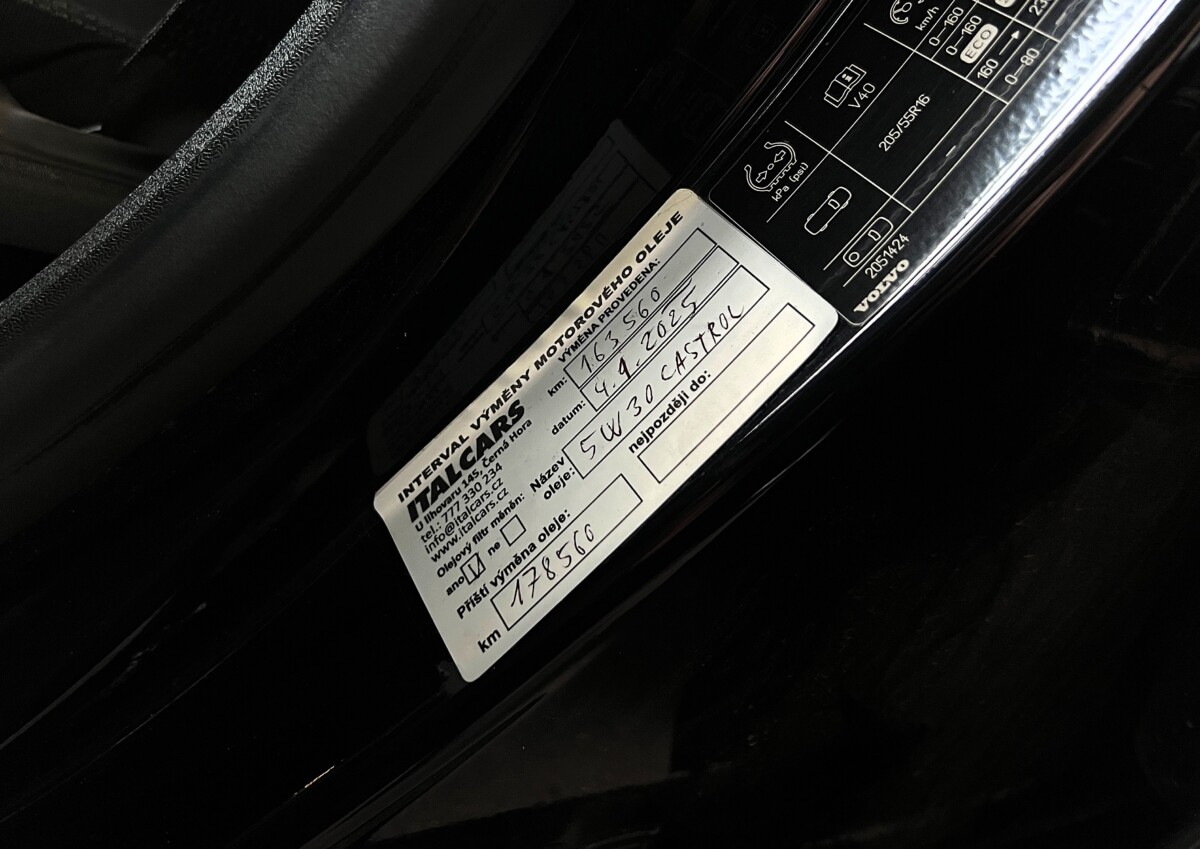 INTERVAL VÝMĚNY MOTOROVÉHO OLEJE
ITALCARS
U lihovaru 145, Černá Hora
tel.: 777 330 234
info@italcars.cz
www.italcars.cz
Olejový filtr měněn:
ano ne
VÝMĚNA PROVEDENA:
km: 163 560
datum: 4.9.2025
Název oleje: 5W30 CASTROL
Příští výměna oleje:
km 178560
nejpozději do:
km/h
0–160
0–160
ECO
160
0–80
V40
205/55R16
kPa (psi)
2051424
VOLVO